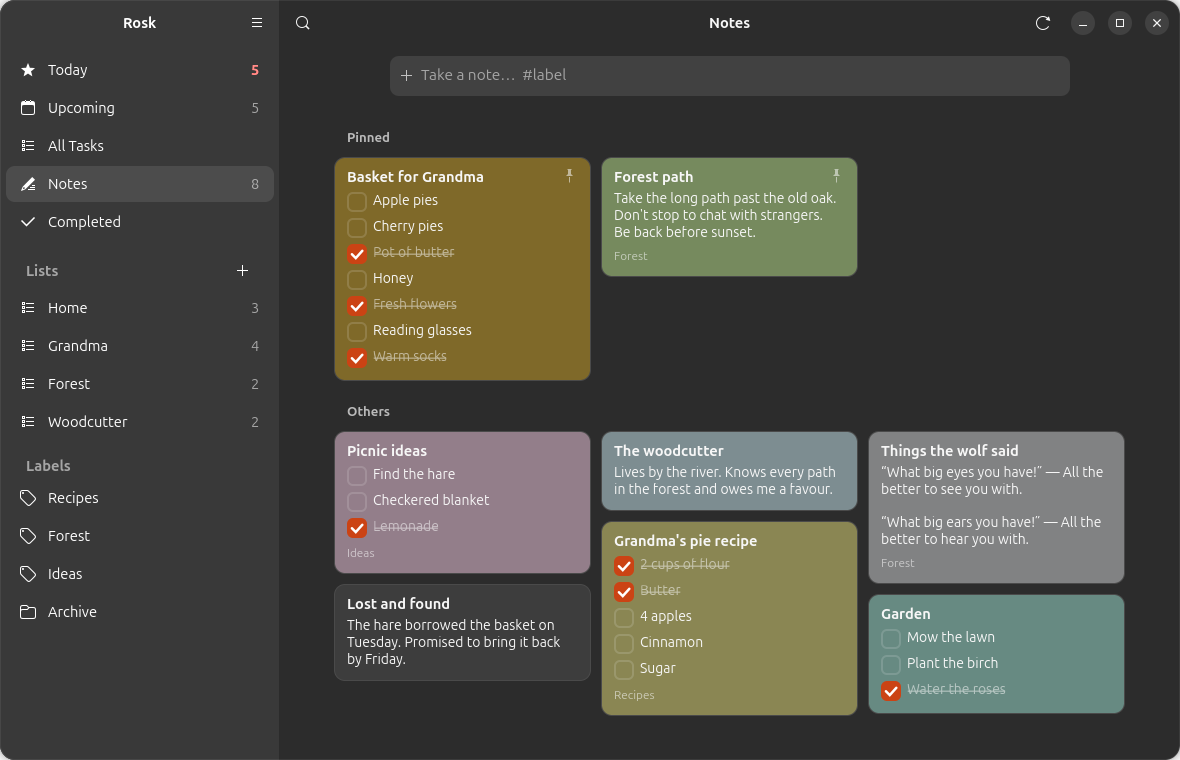 Rosk
Notes
Today 5
Upcoming 5
All Tasks
Notes 8
Completed
Lists
Home 3
Grandma 4
Forest 2
Woodcutter 2
Labels
Recipes
Forest
Ideas
Archive
Take a note… #label
Pinned
Basket for Grandma
Apple pies
Cherry pies
Pot of butter
Honey
Fresh flowers
Reading glasses
Warm socks
Forest path
Take the long path past the old oak.
Don't stop to chat with strangers.
Be back before sunset.
Forest
Others
Picnic ideas
Find the hare
Checkered blanket
Lemonade
Ideas
Lost and found
The hare borrowed the basket on
Tuesday. Promised to bring it back
by Friday.
The woodcutter
Lives by the river. Knows every path
in the forest and owes me a favour.
Grandma's pie recipe
2 cups of flour
Butter
4 apples
Cinnamon
Sugar
Recipes
Things the wolf said
“What big eyes you have!” — All the
better to see you with.
“What big ears you have!” — All the
better to hear you with.
Forest
Garden
Mow the lawn
Plant the birch
Water the roses